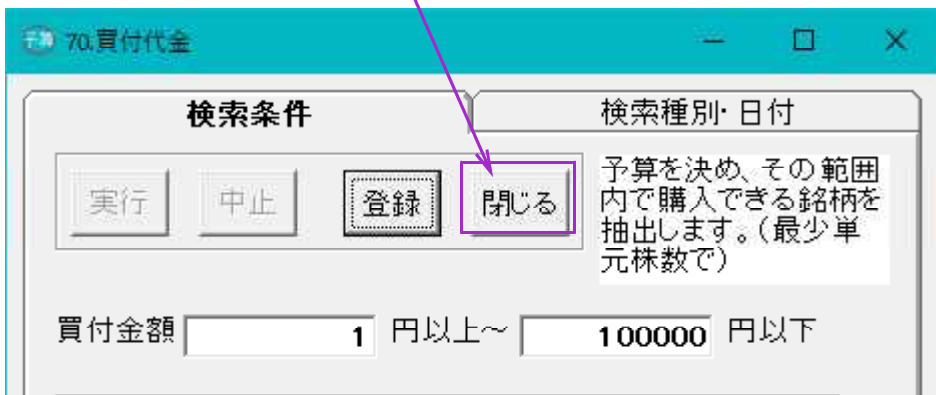 予算 70.買付代金
検索条件
検索種別・日付
実行
中止
登録
閉じる
予算を決め、その範囲
内で購入できる銘柄を
抽出します。(最少単
元株数で)
買付金額 1 円以上～ 100000 円以下